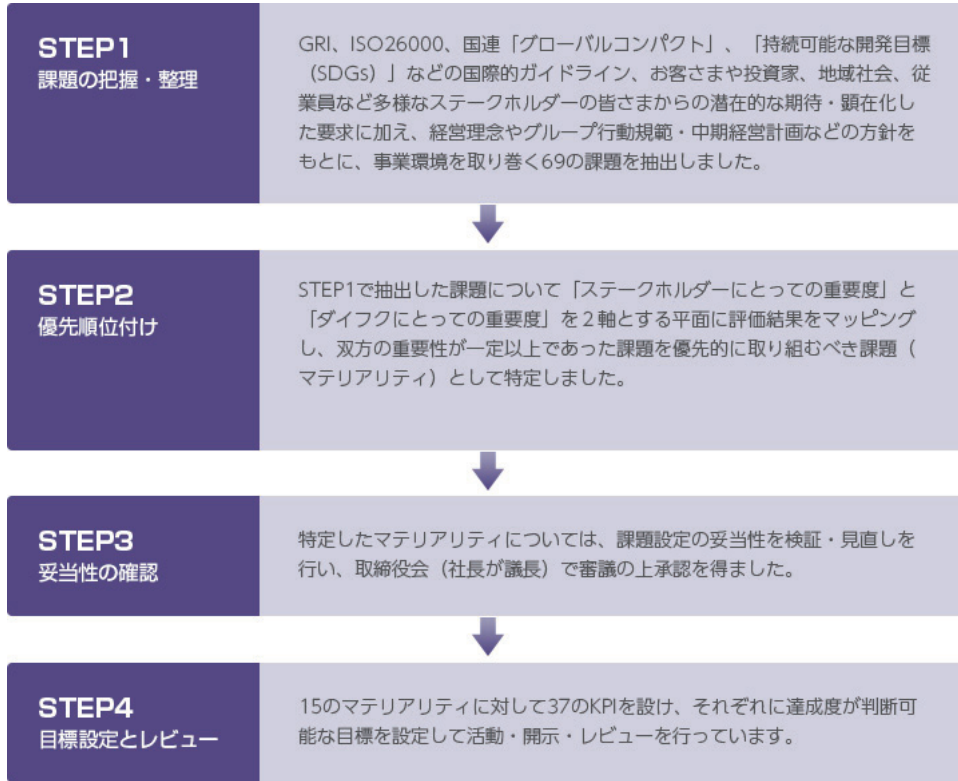 STEP1
課題の把握・整理
GRI、ISO26000、国連「グローバルコンパクト」、「持続可能な開発目標
（SDGs）」などの国際的ガイドライン、お客さまや投資家、地域社会、従
業員など多様なステークホルダーの皆さまからの潜在的な期待・顕在化し
た要求に加え、経営理念やグループ行動規範・中期経営計画などの方針を
もとに、事業環境を取り巻く69の課題を抽出しました。
STEP2
優先順位付け
STEP1で抽出した課題について「ステークホルダーにとっての重要度」と
「ダイフクにとっての重要度」を２軸とする平面に評価結果をマッピング
し、双方の重要性が一定以上であった課題を優先的に取り組むべき課題（
マテリアリティ）として特定しました。
STEP3
妥当性の確認
特定したマテリアリティについては、課題設定の妥当性を検証・見直しを
行い、取締役会（社長が議長）で審議の上承認を得ました。
STEP4
目標設定とレビュー
15のマテリアリティに対して37のKPIを設け、それぞれに達成度が判断可
能な目標を設定して活動・開示・レビューを行っています。